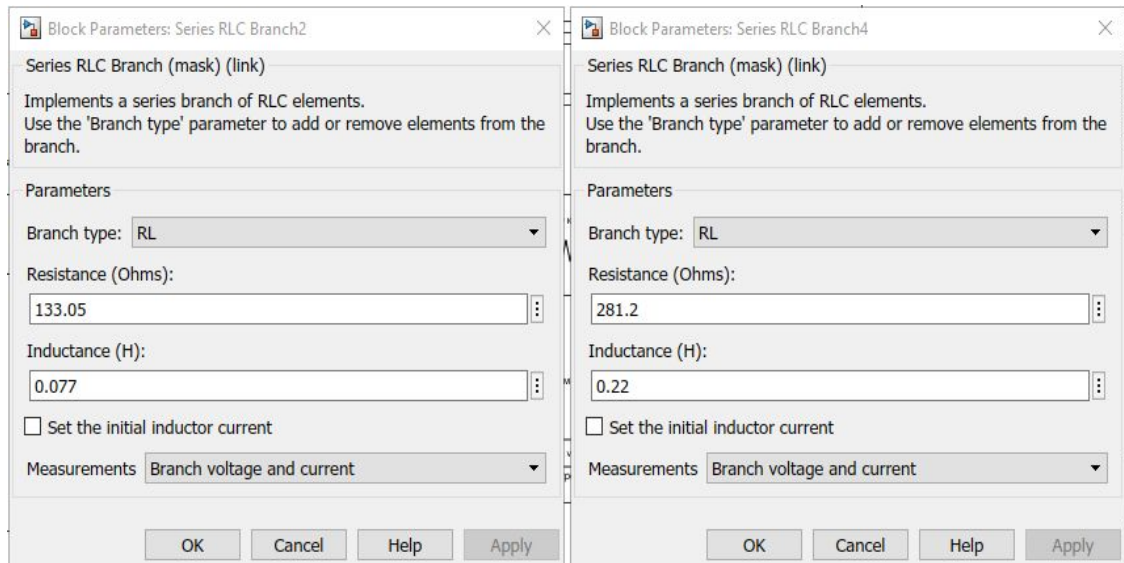 Block Parameters: Series RLC Branch2
Series RLC Branch (mask) (link)
Implements a series branch of RLC elements.
Use the 'Branch type' parameter to add or remove elements from the
branch.
Parameters
Branch type: RL
Resistance (Ohms):
133.05
Inductance (H):
0.077
Set the initial inductor current
Measurements Branch voltage and current
OK Cancel Help Apply
Block Parameters: Series RLC Branch4
Series RLC Branch (mask) (link)
Implements a series branch of RLC elements.
Use the 'Branch type' parameter to add or remove elements from the
branch.
Parameters
Branch type: RL
Resistance (Ohms):
281.2
Inductance (H):
0.22
Set the initial inductor current
Measurements Branch voltage and current
OK Cancel Help Apply